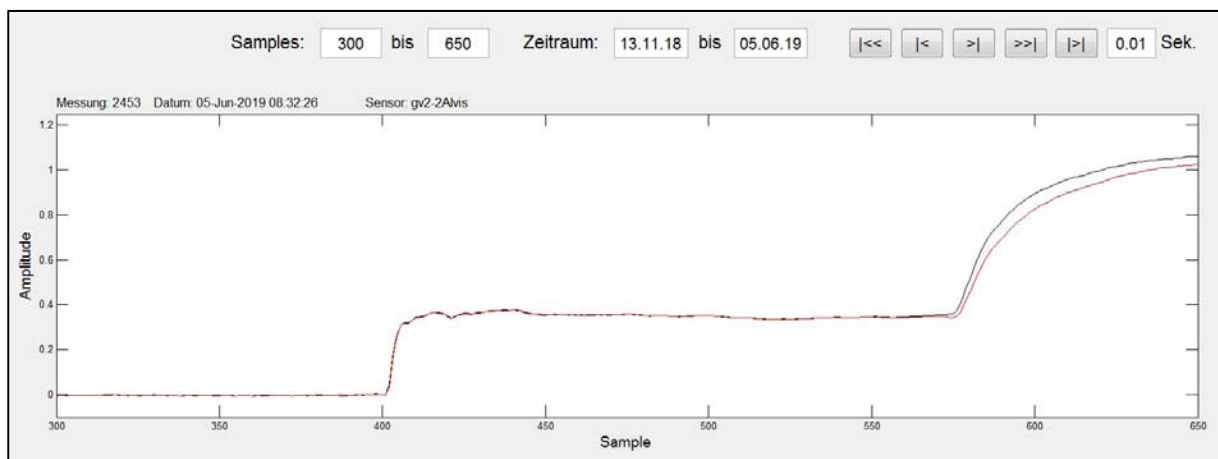 Samples: 300 bis 650 Zeitraum: 13.11.18 bis 05.06.19 |<< |< >| >>| |>| 0.01 Sek.
Messung: 2453 Datum: 05-Jun-2019 08:32:26 Sensor: gv2-2Alvis
1.2
1
0.8
0.6
0.4
0.2
0
Amplitude
300 350 400 450 500 550 600 650
Sample